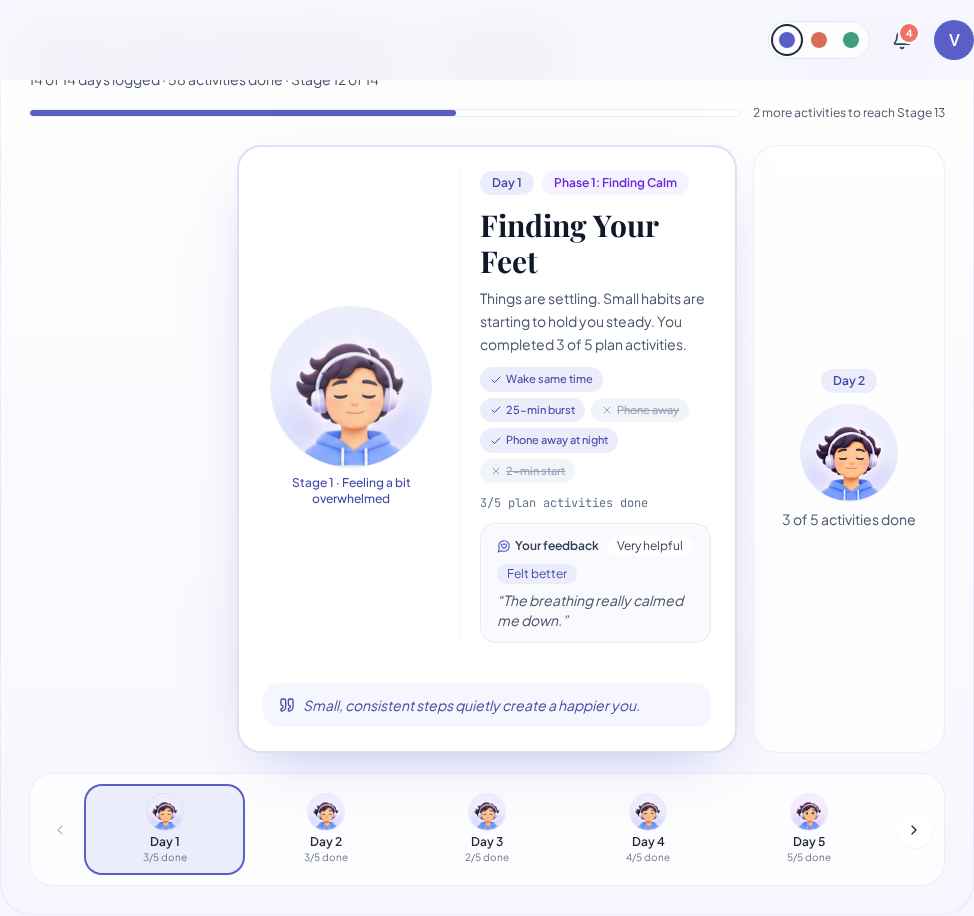 4
V
14 of 14 days logged · 58 activities done · Stage 12 of 14
2 more activities to reach Stage 13
Day 1 Phase 1: Finding Calm
Finding Your
Feet
Things are settling. Small habits are
starting to hold you steady. You
completed 3 of 5 plan activities.
Wake same time
25-min burst Phone away
Phone away at night
2-min start
3/5 plan activities done
Your feedback Very helpful
Felt better
"The breathing really calmed
me down."
Stage 1 · Feeling a bit
overwhelmed
Small, consistent steps quietly create a happier you.
Day 2
3 of 5 activities done
Day 1
3/5 done
Day 2
3/5 done
Day 3
2/5 done
Day 4
4/5 done
Day 5
5/5 done